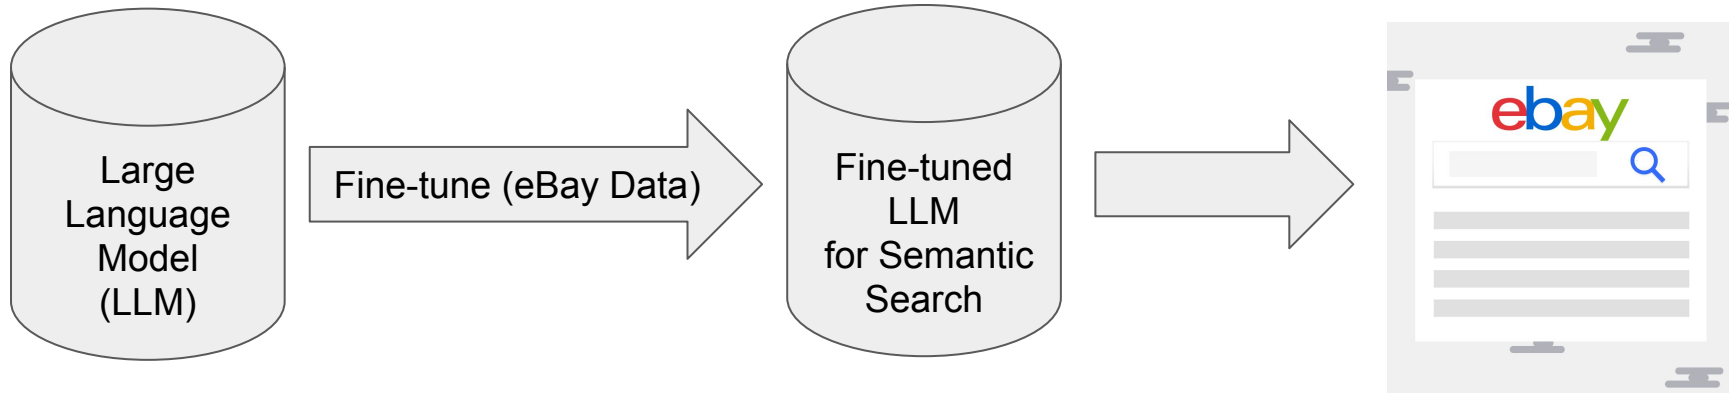 Large
Language
Model
(LLM)
Fine-tune (eBay Data)
Fine-tuned
LLM
for Semantic
Search
ebay